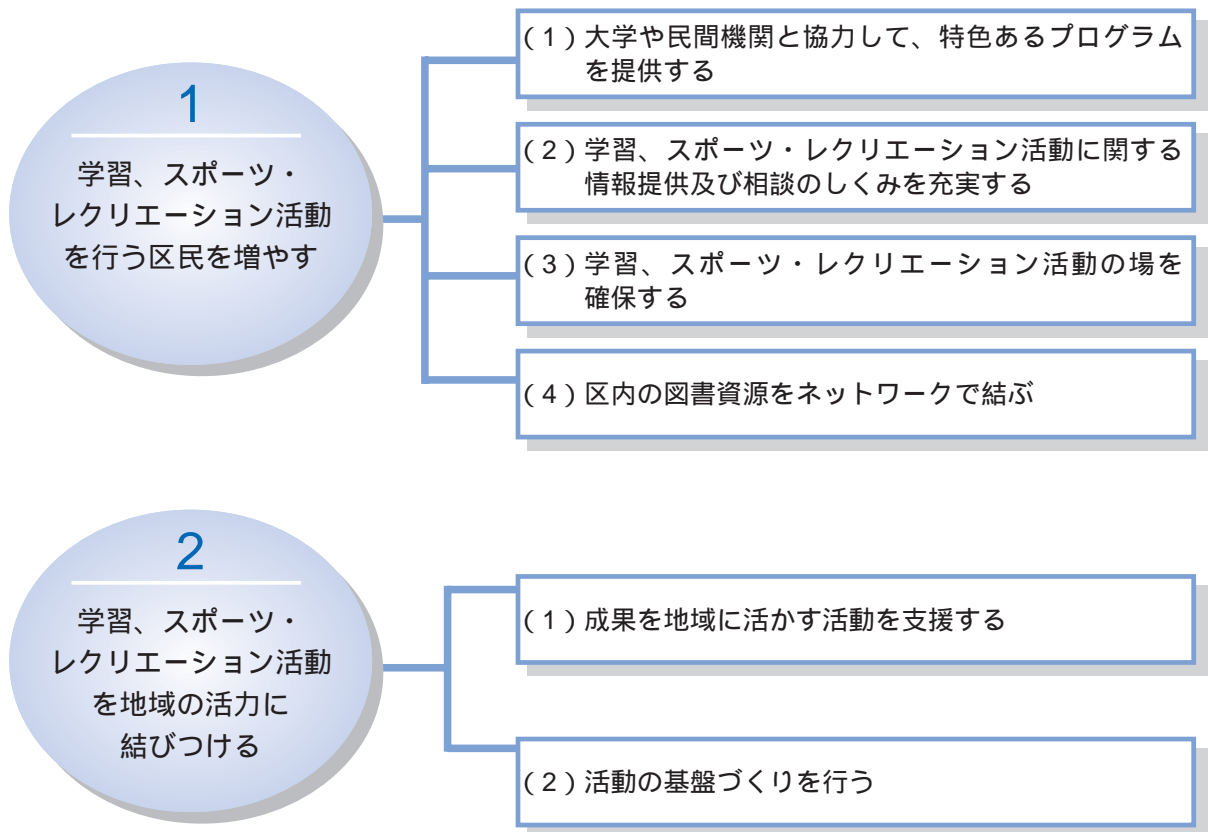 1
学習、スポーツ・
レクリエーション活動
を行う区民を増やす
（1）大学や民間機関と協力して、特色あるプログラム
を提供する
（2）学習、スポーツ・レクリエーション活動に関する
情報提供及び相談のしくみを充実する
（3）学習、スポーツ・レクリエーション活動の場を
確保する
（4）区内の図書資源をネットワークで結ぶ
2
学習、スポーツ・
レクリエーション活動
を地域の活力に
結びつける
（1）成果を地域に活かす活動を支援する
（2）活動の基盤づくりを行う